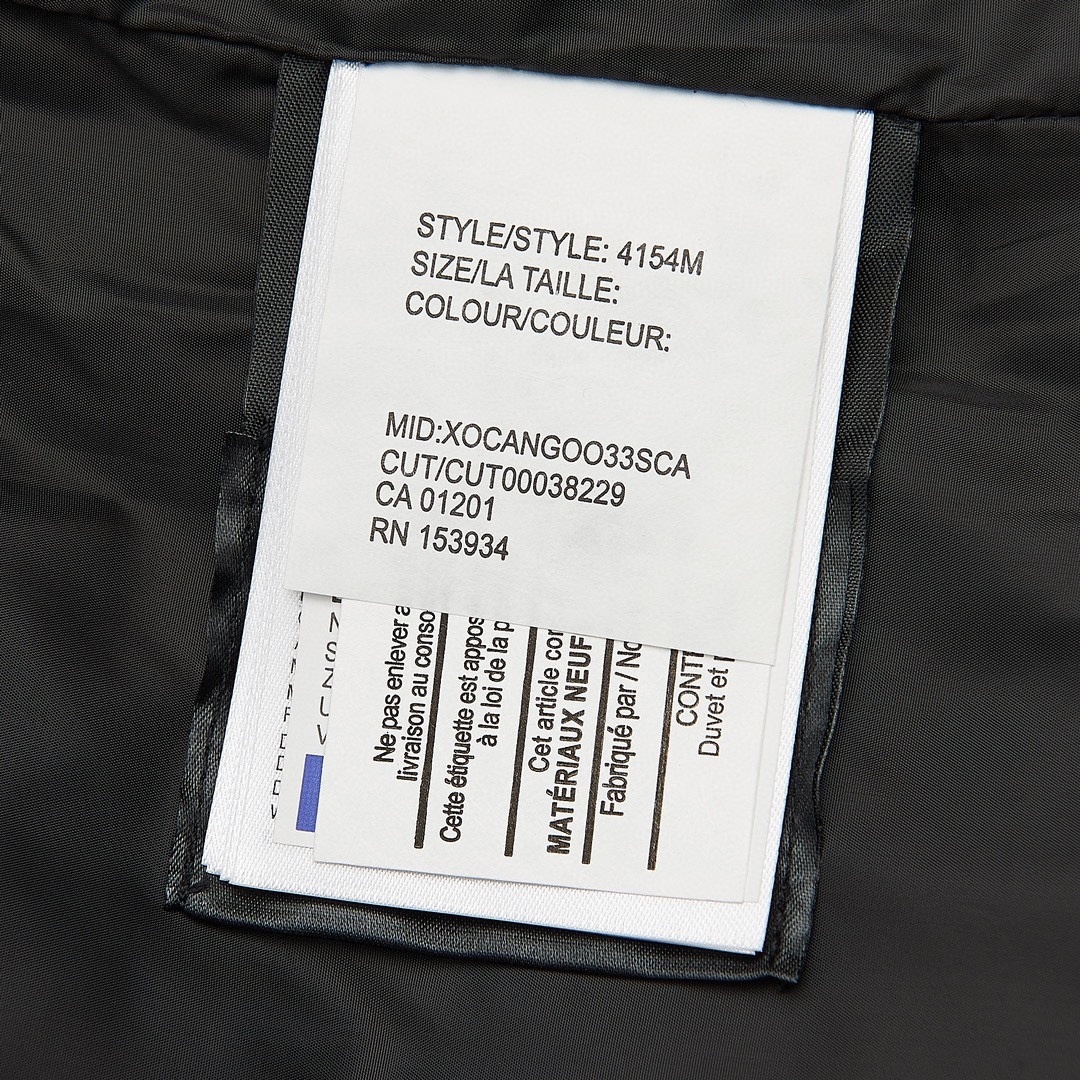 STYLE/STYLE: 4154M
SIZE/LA TAILLE:
COLOUR/COULEUR:
MID:XOCANGOO33SCA
CUT/CUT00038229
CA 01201
RN 153934
Ne pas enlever a
livraison au conso
Cette étiquette est appos
à la loi de la p
Cet article cor
MATÉRIAUX NEUF
Fabriqué par / No
CONT
Duvet et